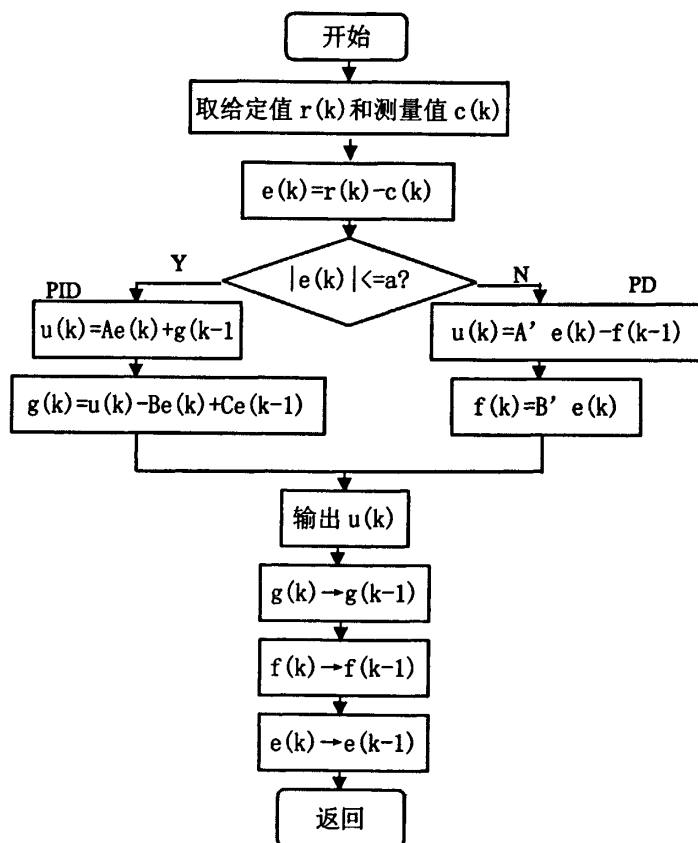 开始
取给定值 r(k)和测量值 c(k)
e(k)=r(k)-c(k)
|e(k)|<=a?
Y
N
PID
PD
u(k)=Ae(k)+g(k-1
u(k)=A’ e(k)-f(k-1)
g(k)=u(k)-Be(k)+Ce(k-1)
f(k)=B’ e(k)
输出 u(k)
g(k)→g(k-1)
f(k)→f(k-1)
e(k)→e(k-1)
返回